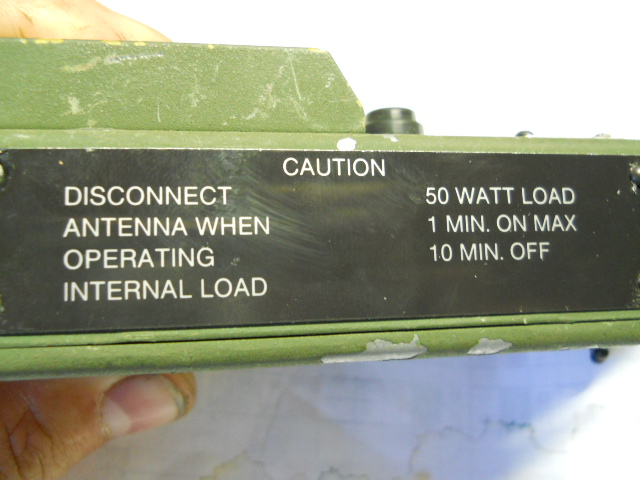 CAUTION
DISCONNECT
ANTENNA WHEN
OPERATING
INTERNAL LOAD
50 WATT LOAD
1 MIN. ON MAX
10 MIN. OFF